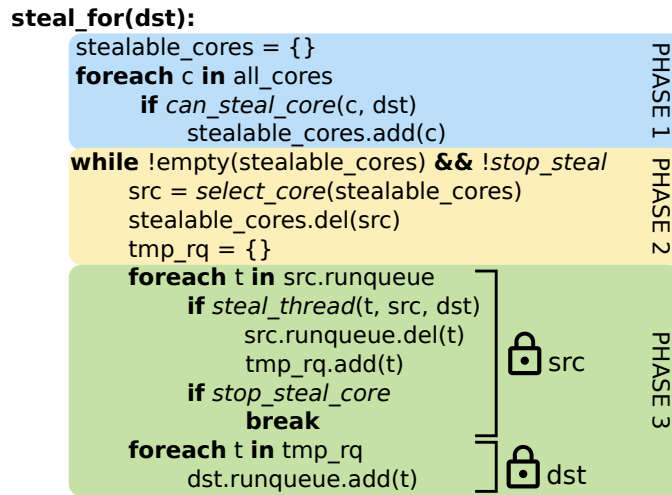 steal_for(dst):
stealable_cores = {}
foreach c in all_cores
if can_steal_core(c, dst)
stealable_cores.add(c)
PHASE 1
while !empty(stealable_cores) && !stop_steal
src = select_core(stealable_cores)
stealable_cores.del(src)
tmp_rq = {}
PHASE 2
foreach t in src.runqueue
if steal_thread(t, src, dst)
src.runqueue.del(t)
tmp_rq.add(t)
if stop_steal_core
break
src
foreach t in tmp_rq
dst.runqueue.add(t)
dst
PHASE 3